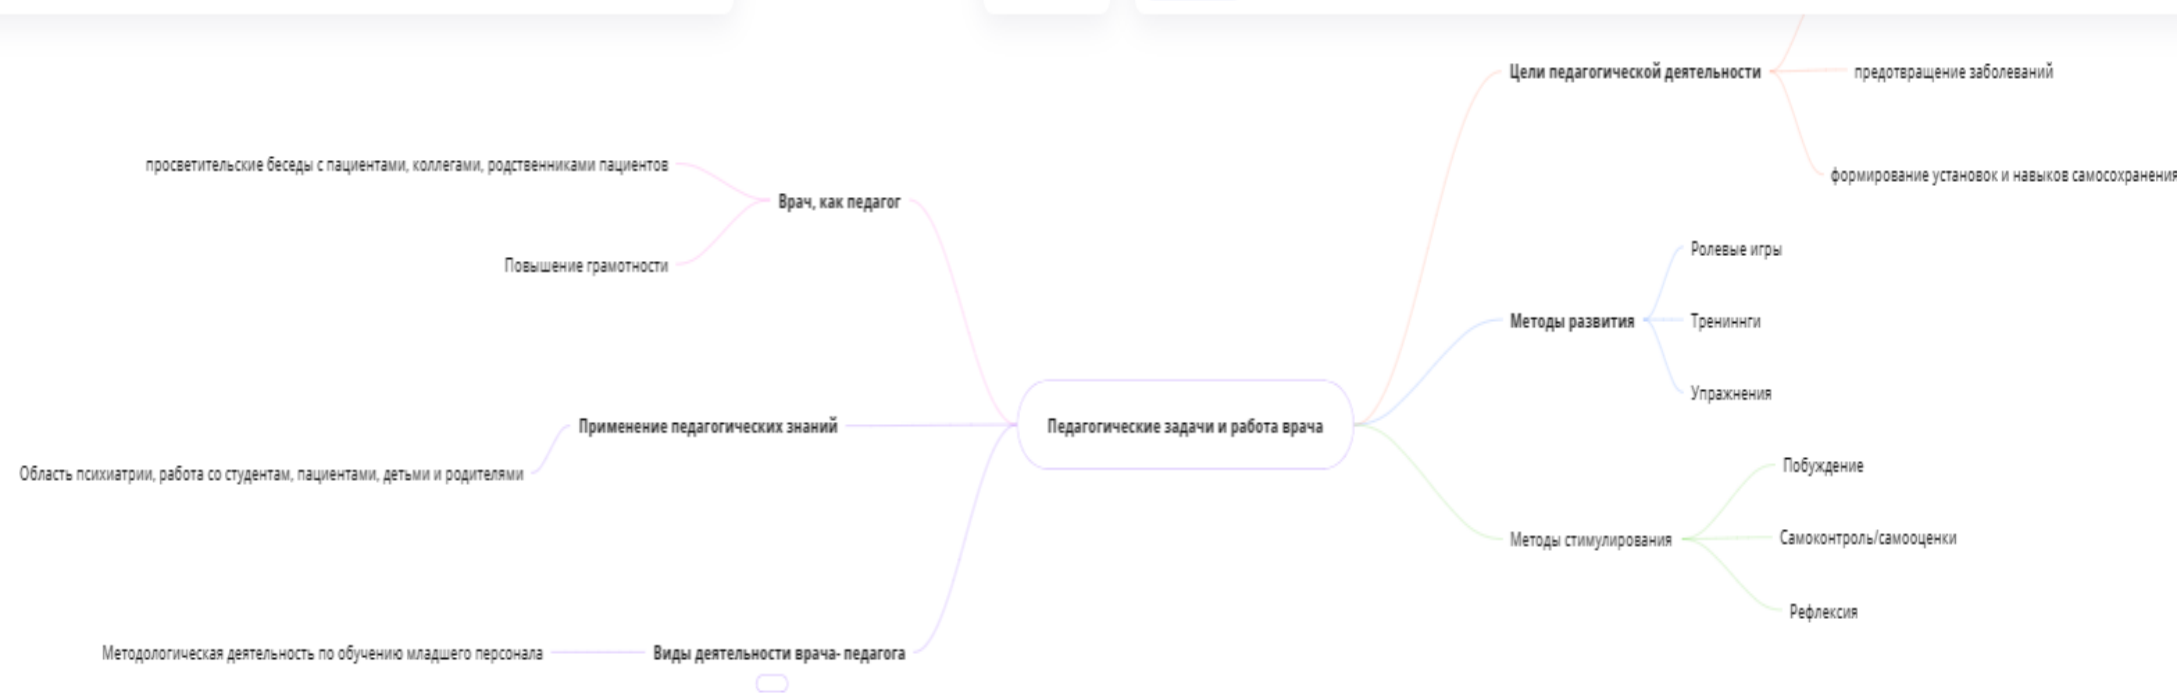 Цели педагогической деятельности
предотвращение заболеваний
формирование установок и навыков самосохранения
просветительские беседы с пациентами, коллегами, родственниками пациентов
Врач, как педагог
Повышение грамотности
Ролевые игры
Методы развития
Трениннги
Упражнения
Применение педагогических знаний
Педагогические задачи и работа врача
Область психиатрии, работа со студентам, пациентами, детьми и родителями
Побуждение
Методы стимулирования
Самоконтроль/самооценки
Рефлексия
Методологическая деятельность по обучению младшего персонала
Виды деятельности врача- педагога